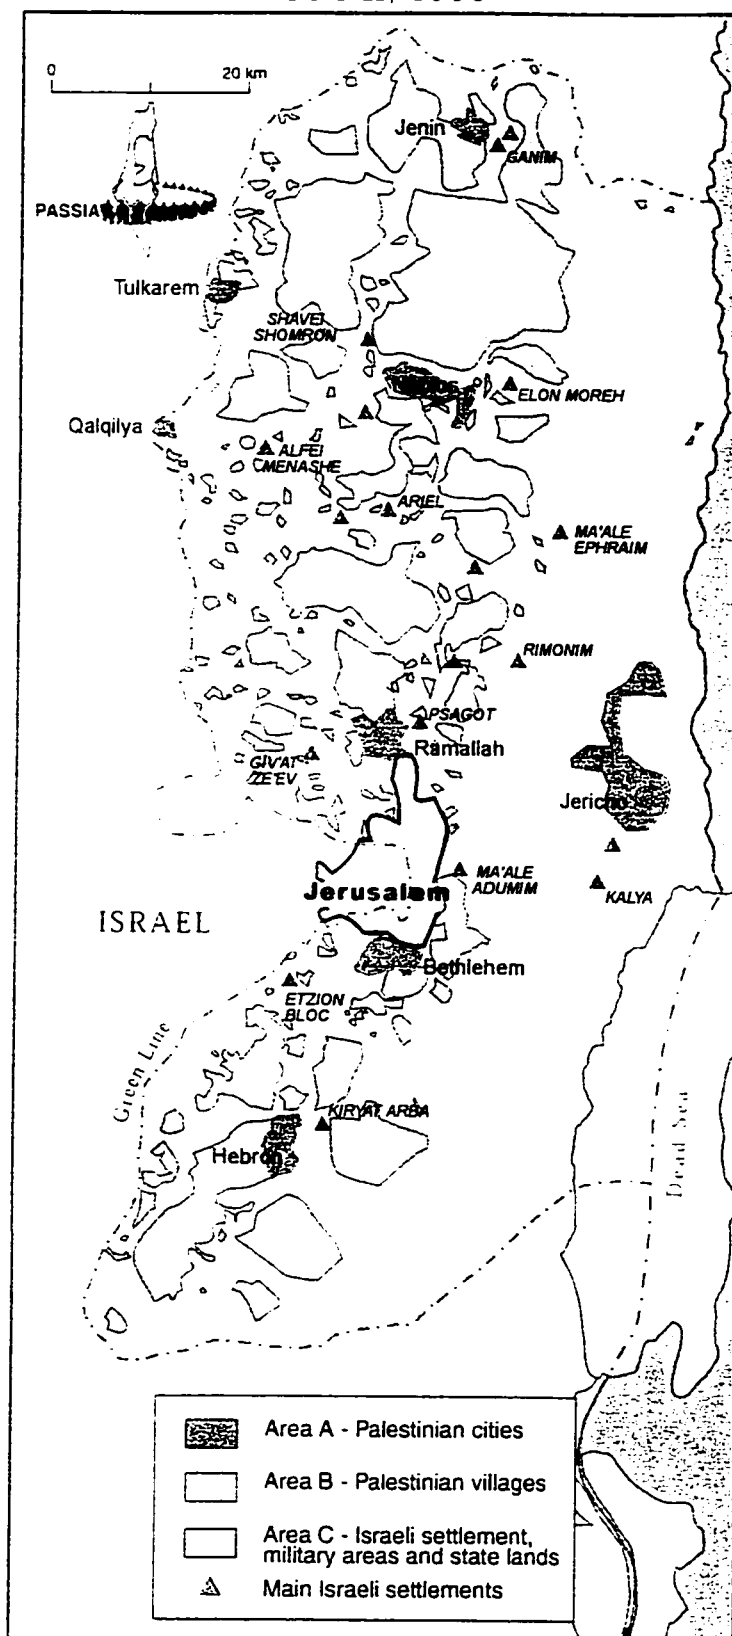 0
20 km
Jenin
GANIM
PASSIA
Tulkarem
SHAVEI
SHOMRON
ELON MOREH
Qalqilya
ALFEI
MENASHE
ARIEL
MA'ALE
EPHRAIM
RIMONIM
PSAGOT
Ramallah
GIV'AT
ZE'EV
Jericho
Jerusalem
MA'ALE
ADUMIM
KALYA
ISRAEL
Bethlehem
ETZION
BLOC
Green Line
KIRYAT ARBA
Hebron
Dead Sea
Area A - Palestinian cities
Area B - Palestinian villages
Area C - Israeli settlement,
military areas and state lands
Main Israeli settlements